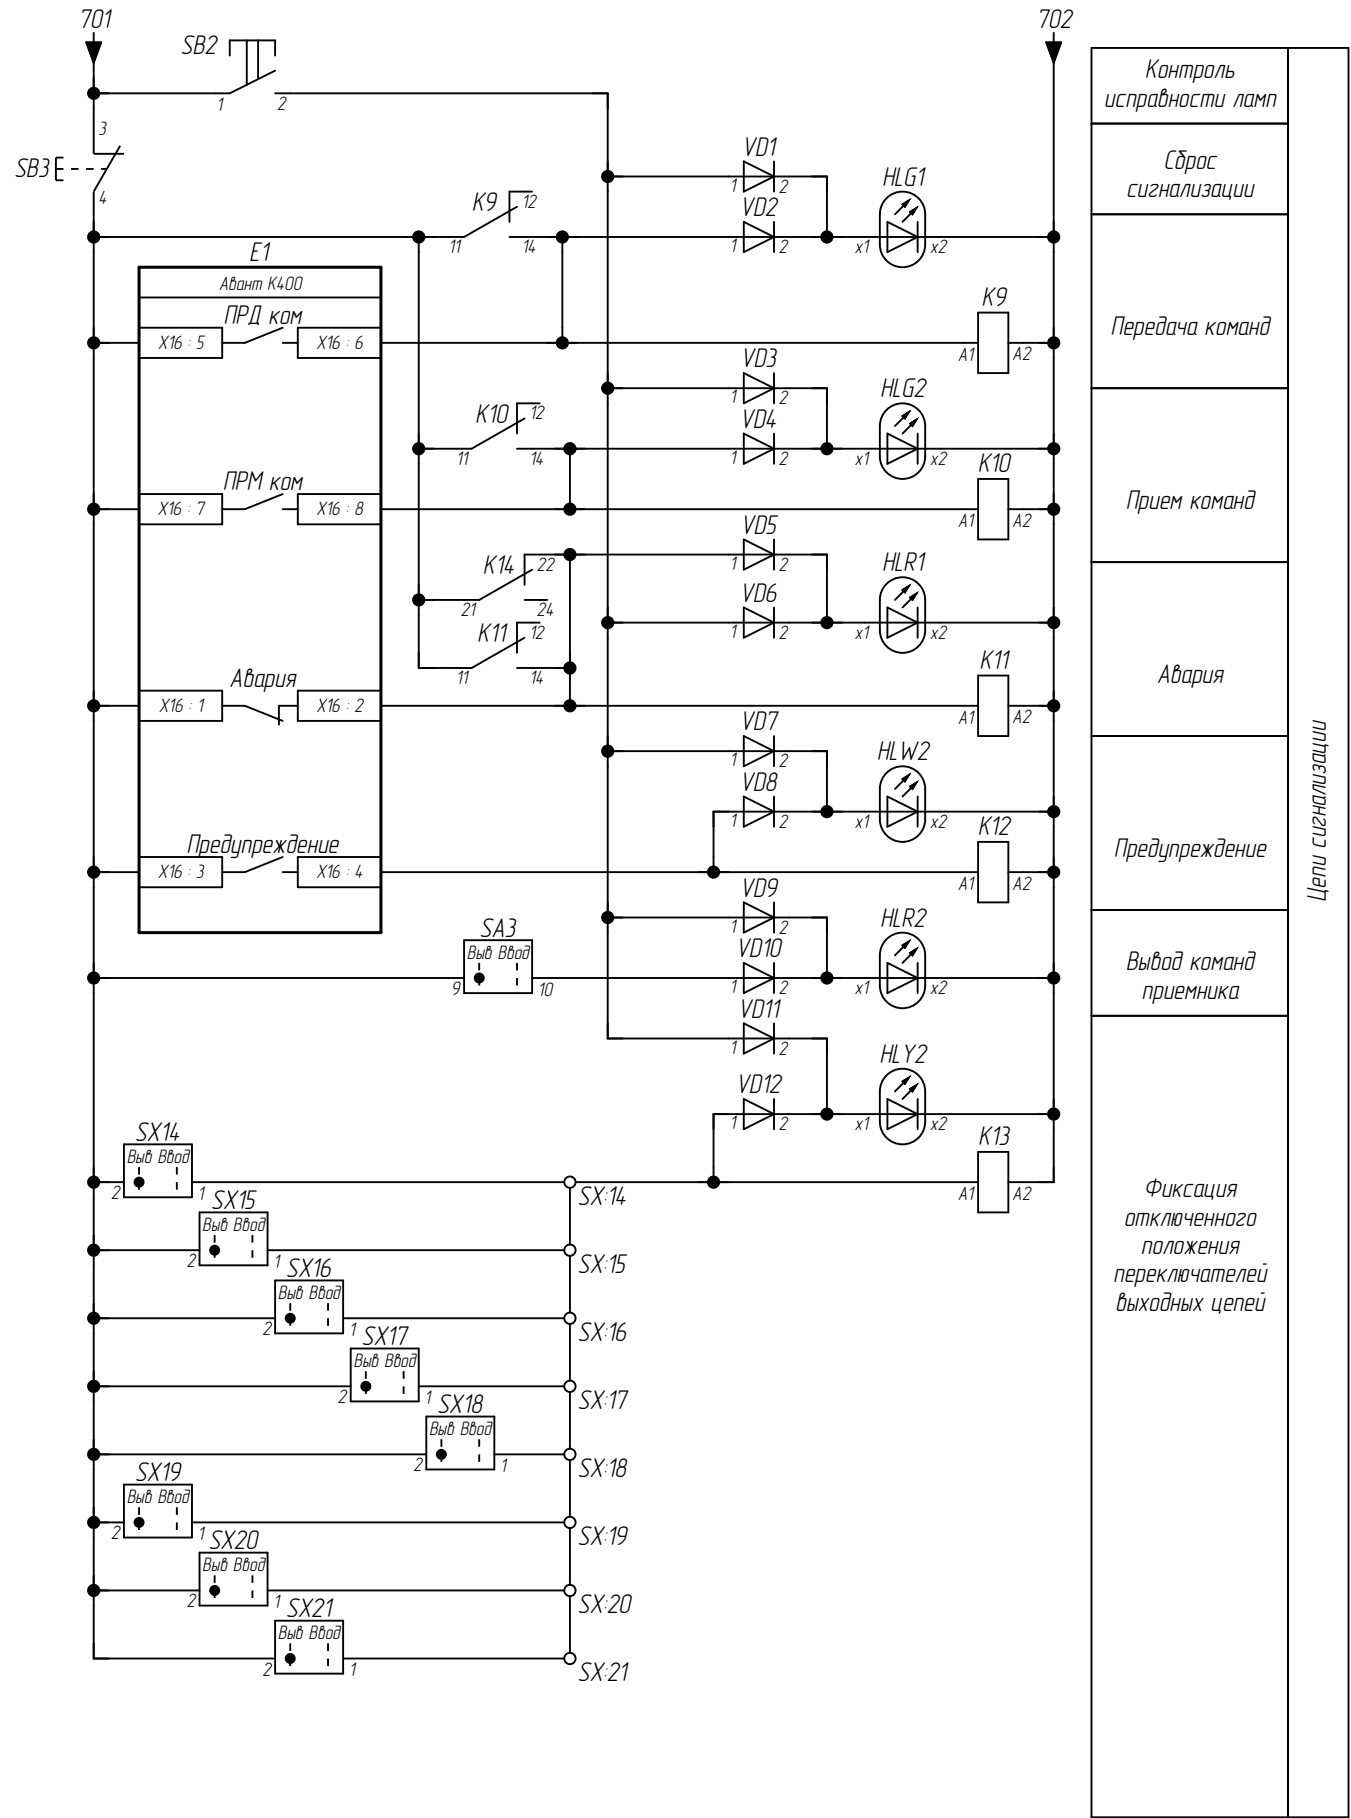 701
702
SB2
1 2
3
SB3
4
VD1
1 2
HLG1
K9 12
VD2
11 14
1 2
x1 x2
E1
Авант К400
ПРД ком
X16 : 5 X16 : 6
K9
A1 A2
VD3
1 2
HLG2
K10 12
VD4
11 14
1 2
x1 x2
ПРМ ком
X16 : 7 X16 : 8
K10
A1 A2
VD5
1 2
HLR1
K14 22
21 24
VD6
1 2
x1 x2
K11 12
11 14
Авария
X16 : 1 X16 : 2
K11
A1 A2
VD7
1 2
HLW2
VD8
1 2
x1 x2
Предупреждение
X16 : 3 X16 : 4
K12
A1 A2
VD9
1 2
HLR2
SA3
Выв Ввод
9 10
VD10
1 2
x1 x2
VD11
1 2
HLY2
VD12
1 2
x1 x2
K13
A1 A2
SX14
Выв Ввод
2 1
SX:14
SX15
Выв Ввод
2 1
SX:15
SX16
Выв Ввод
2 1
SX:16
SX17
Выв Ввод
2 1
SX:17
SX18
Выв Ввод
2 1
SX:18
SX19
Выв Ввод
2 1
SX:19
SX20
Выв Ввод
2 1
SX:20
SX21
Выв Ввод
2 1
SX:21
Контроль
исправности ламп
Сброс
сигнализации
Передача команд
Прием команд
Авария
Предупреждение
Вывод команд
приемника
Фиксация
отключенного
положения
переключателей
выходных цепей
Цепи сигнализации